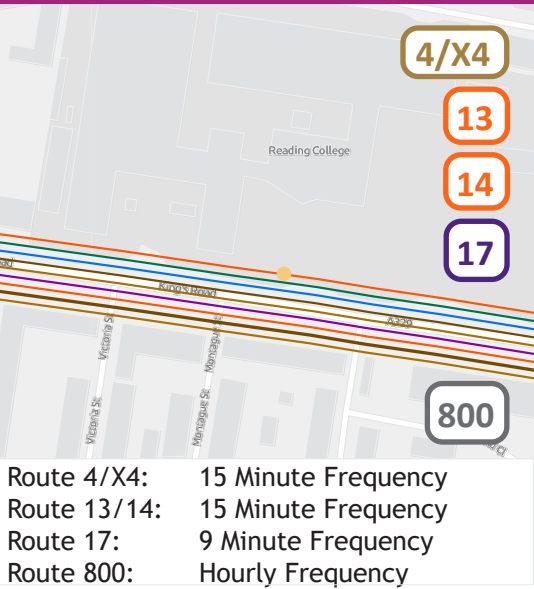 4/X4
13
Reading College
14
17
King's Road
A329
Victoria St
Montague St
Victoria St
Montague St
800
Route 4/X4: 15 Minute Frequency
Route 13/14: 15 Minute Frequency
Route 17: 9 Minute Frequency
Route 800: Hourly Frequency